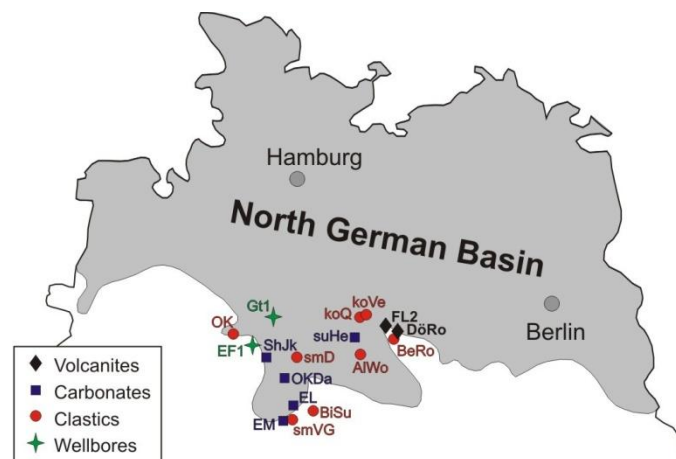 Hamburg
North German Basin
Berlin
Gt1
koVe
koQ
FL2
DöRo
OK
EF1
ShJk
suHe
BeRo
smD
AlWo
OKDa
EL
BiSu
EM
smVG
Volcanites
Carbonates
Clastics
Wellbores